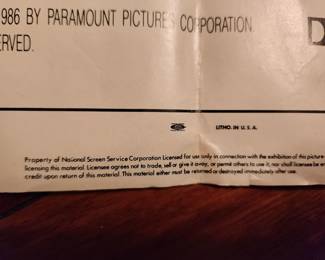 986 BY PARAMOUNT PICTURES CORPORATION
ERVED.
D
LITHO. IN U. S. A.
Property of National Screen Service Corporation Licensed for use only in connection with the exhibition of this picture
licensing this material. Licensee agrees not to trade, sell or give it away, or permit others to use it, nor shall licensee be e
credit upon return of this material. This material either must be returned or destroyed immediately after use.